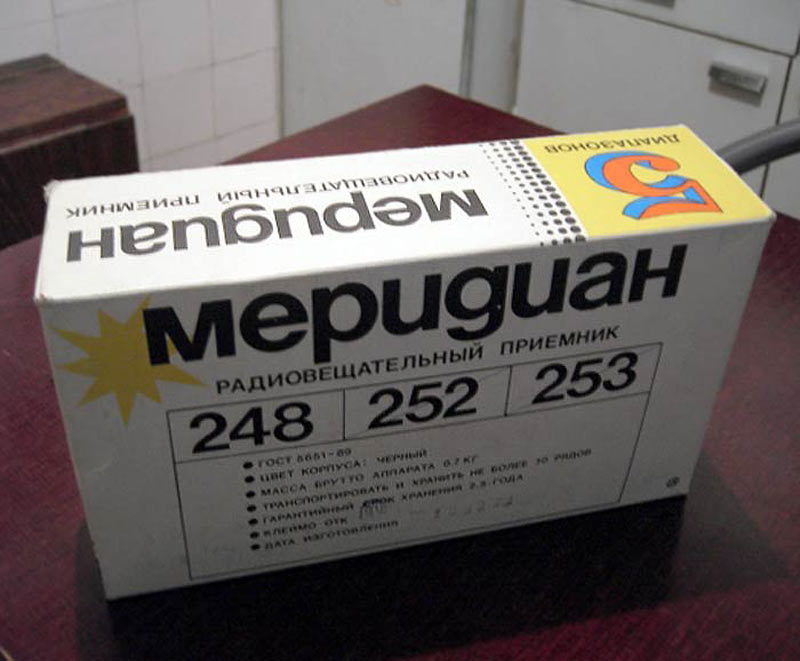 5
ДИАПАЗОНОВ
Меридиан
РАДИОВЕЩАТЕЛЬНЫЙ ПРИЕМНИК
Меридиан
РАДИОВЕЩАТЕЛЬНЫЙ ПРИЕМНИК
248 252 253
ГОСТ 5651-89
ЦВЕТ КОРПУСА: ЧЕРНЫЙ
МАССА БРУТТО АППАРАТА 0.7 КГ
ТРАНСПОРТИРОВАТЬ И ХРАНИТЬ НЕ БОЛЕЕ 10 РЯДОВ
ГАРАНТИЙНЫЙ СРОК ХРАНЕНИЯ 2.5 ГОДА
КЛЕЙМО ОТК
ДАТА ИЗГОТОВЛЕНИЯ